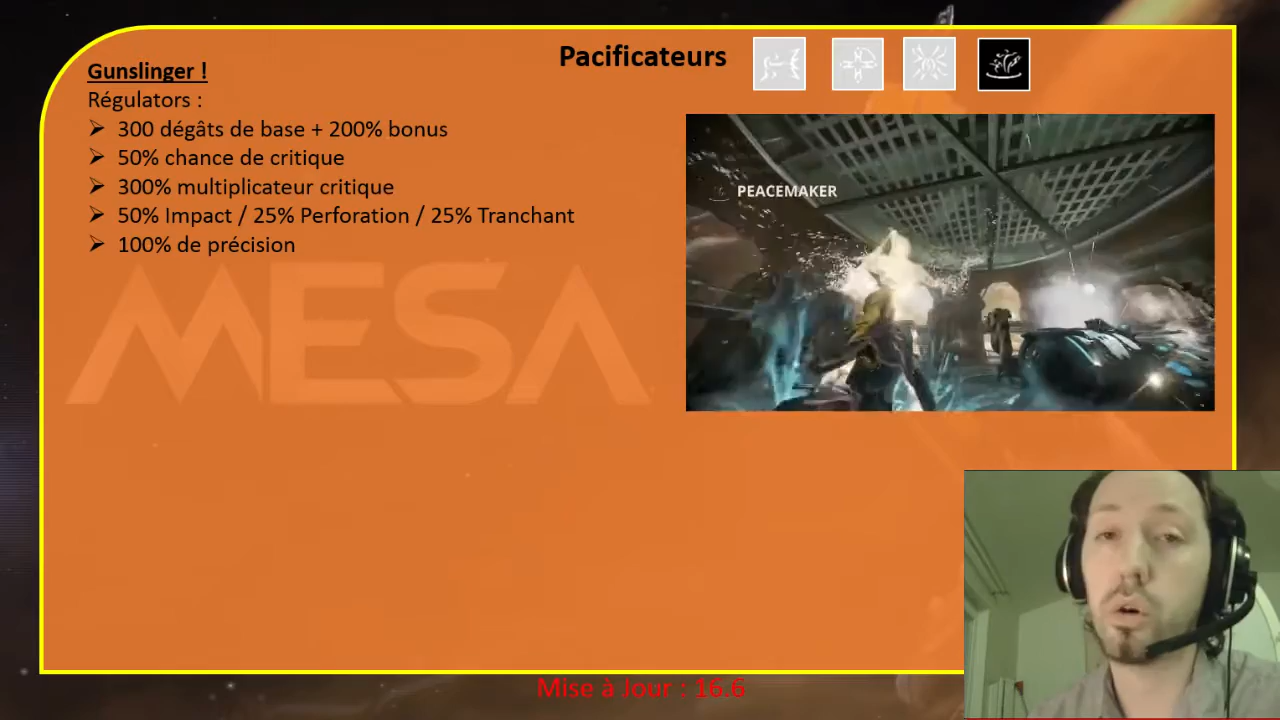 Pacificateurs
Gunslinger !
Régulators :
300 dégâts de base + 200% bonus
50% chance de critique
300% multiplicateur critique
50% Impact / 25% Perforation / 25% Tranchant
100% de précision
PEACEMAKER
MESA
Mise à Jour : 16.6